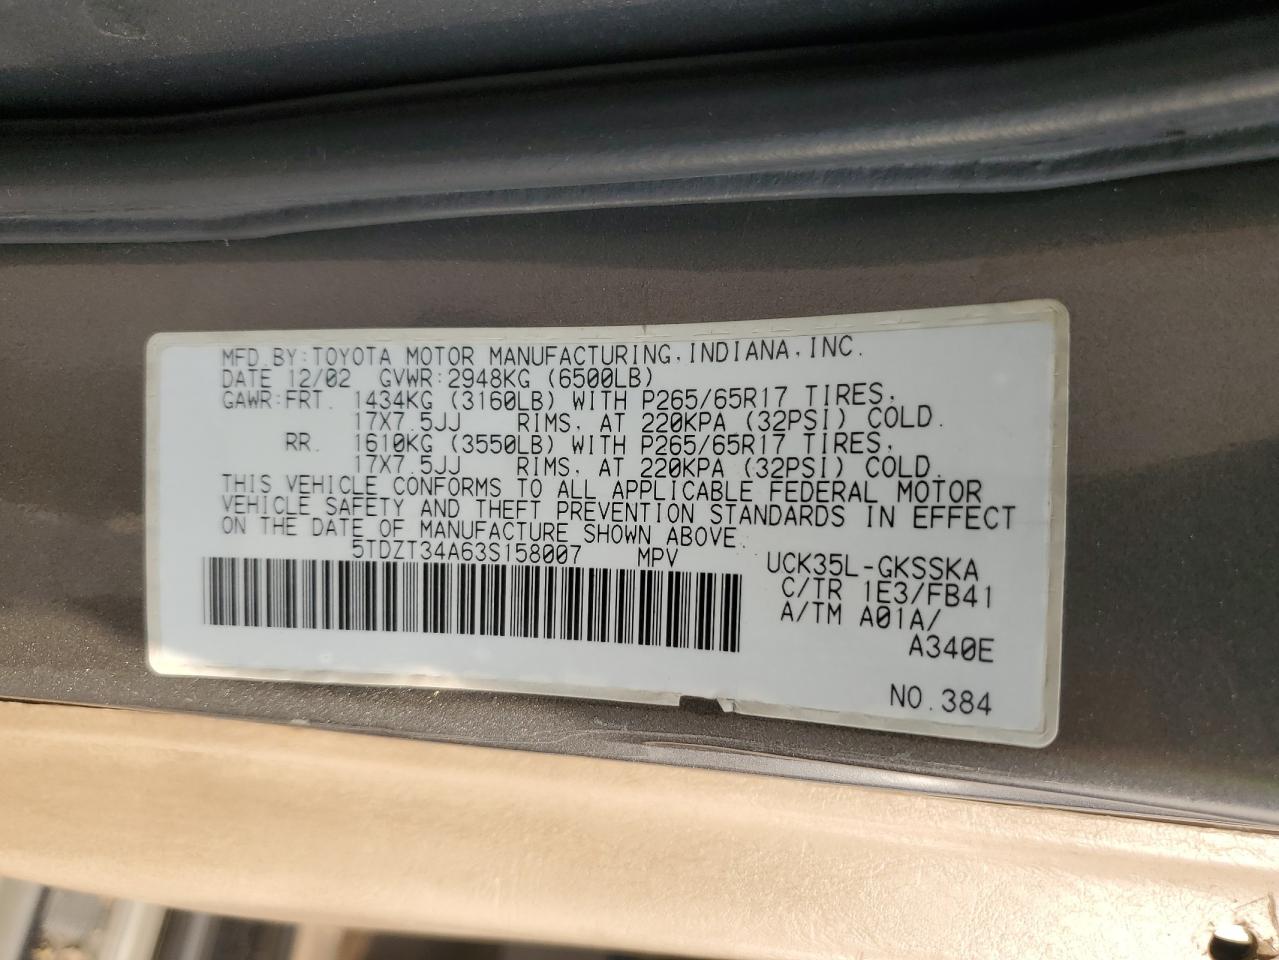 MFD.BY:TOYOTA MOTOR MANUFACTURING,INDIANA,INC.
DATE 12/02 GVWR:2948KG (6500LB)
GAWR:FRT. 1434KG (3160LB) WITH P265/65R17 TIRES,
17X7.5JJ RIMS, AT 220KPA (32PSI) COLD.
RR. 1610KG (3550LB) WITH P265/65R17 TIRES,
17X7.5JJ RIMS, AT 220KPA (32PSI) COLD.
THIS VEHICLE CONFORMS TO ALL APPLICABLE FEDERAL MOTOR
VEHICLE SAFETY AND THEFT PREVENTION STANDARDS IN EFFECT
ON THE DATE OF MANUFACTURE SHOWN ABOVE.
5TDZT34A63S158007 MPV
UCK35L-GKSSKA
C/TR 1E3/FB41
A/TM A01A/
A340E
NO.384